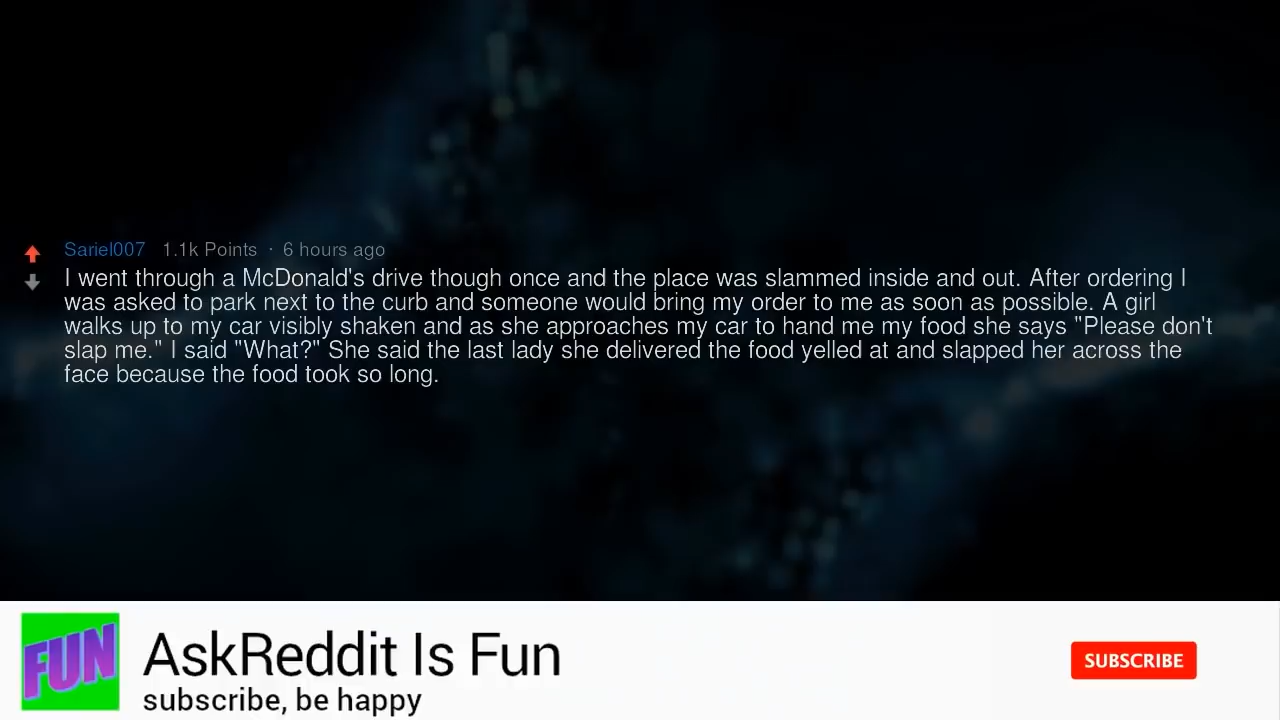 Sariel007 1.1k Points · 6 hours ago
I went through a McDonald's drive though once and the place was slammed inside and out. After ordering I
was asked to park next to the curb and someone would bring my order to me as soon as possible. A girl
walks up to my car visibly shaken and as she approaches my car to hand me my food she says "Please don't
slap me." I said "What?" She said the last lady she delivered the food yelled at and slapped her across the
face because the food took so long.
FUN
AskReddit Is Fun
subscribe, be happy
SUBSCRIBE